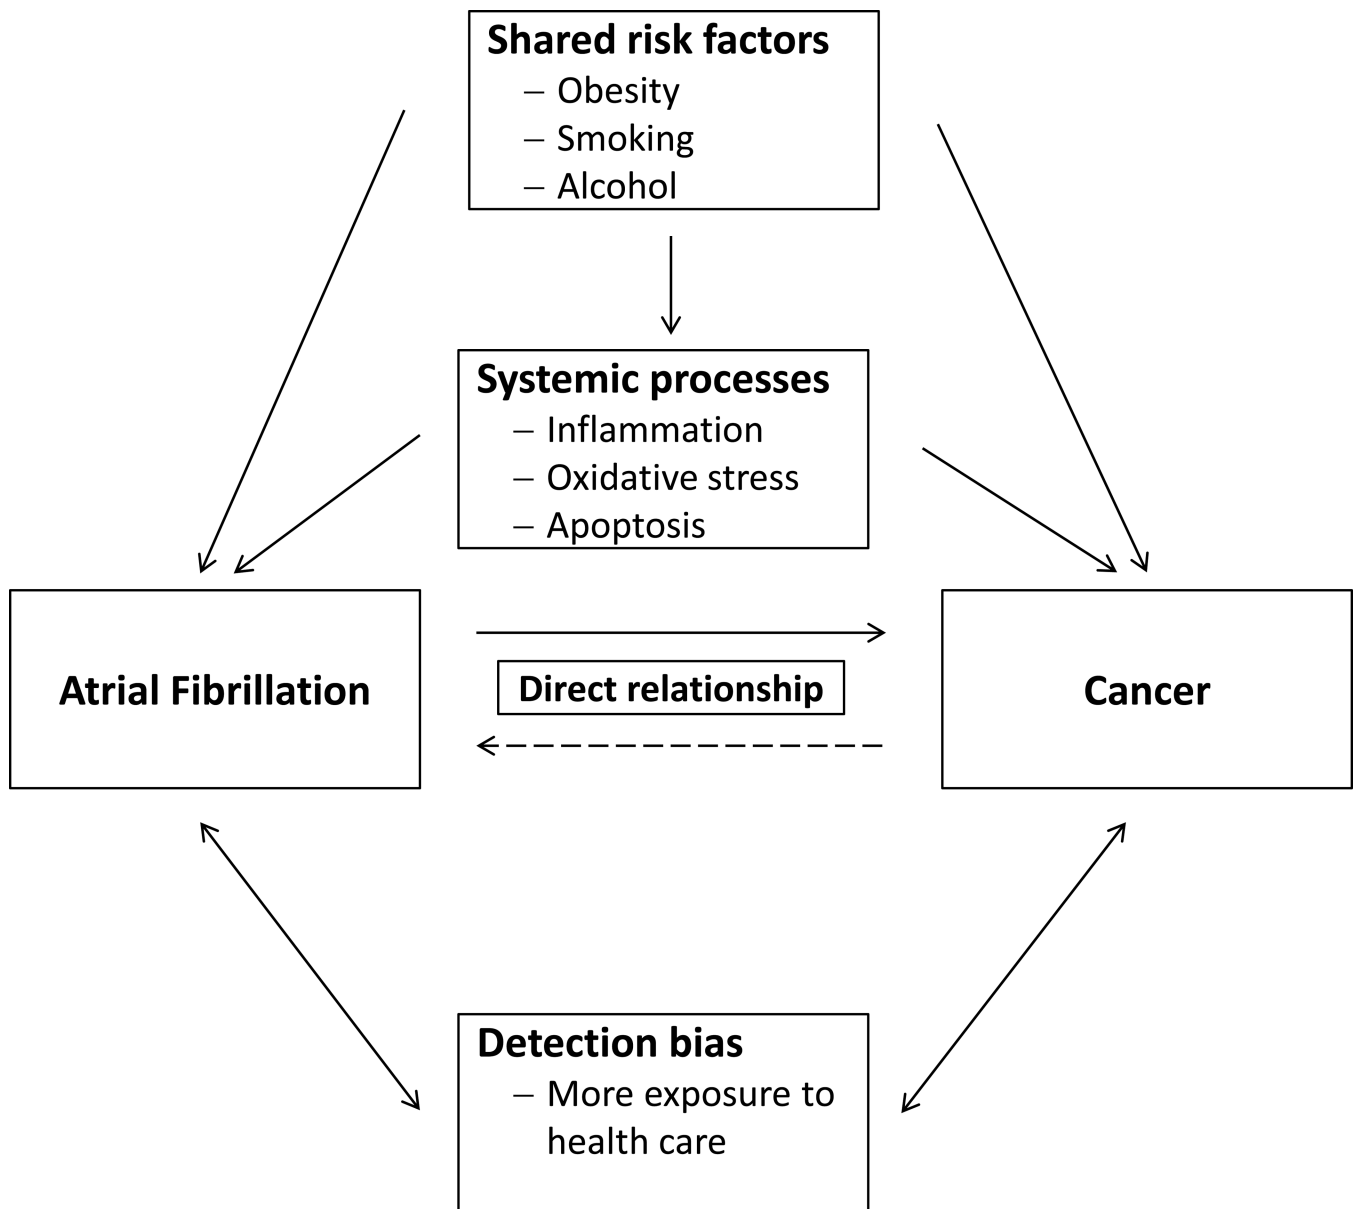 Shared risk factors
– Obesity
– Smoking
– Alcohol
Systemic processes
– Inflammation
– Oxidative stress
– Apoptosis
Atrial Fibrillation
Direct relationship
Cancer
Detection bias
– More exposure to
health care